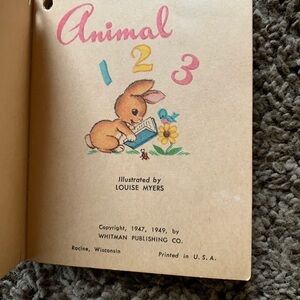 Animal
1 2 3
Illustrated by
LOUISE MYERS
Copyright, 1947, 1949, by
WHITMAN PUBLISHING CO.
Racine, Wisconsin Printed in U.S.A.